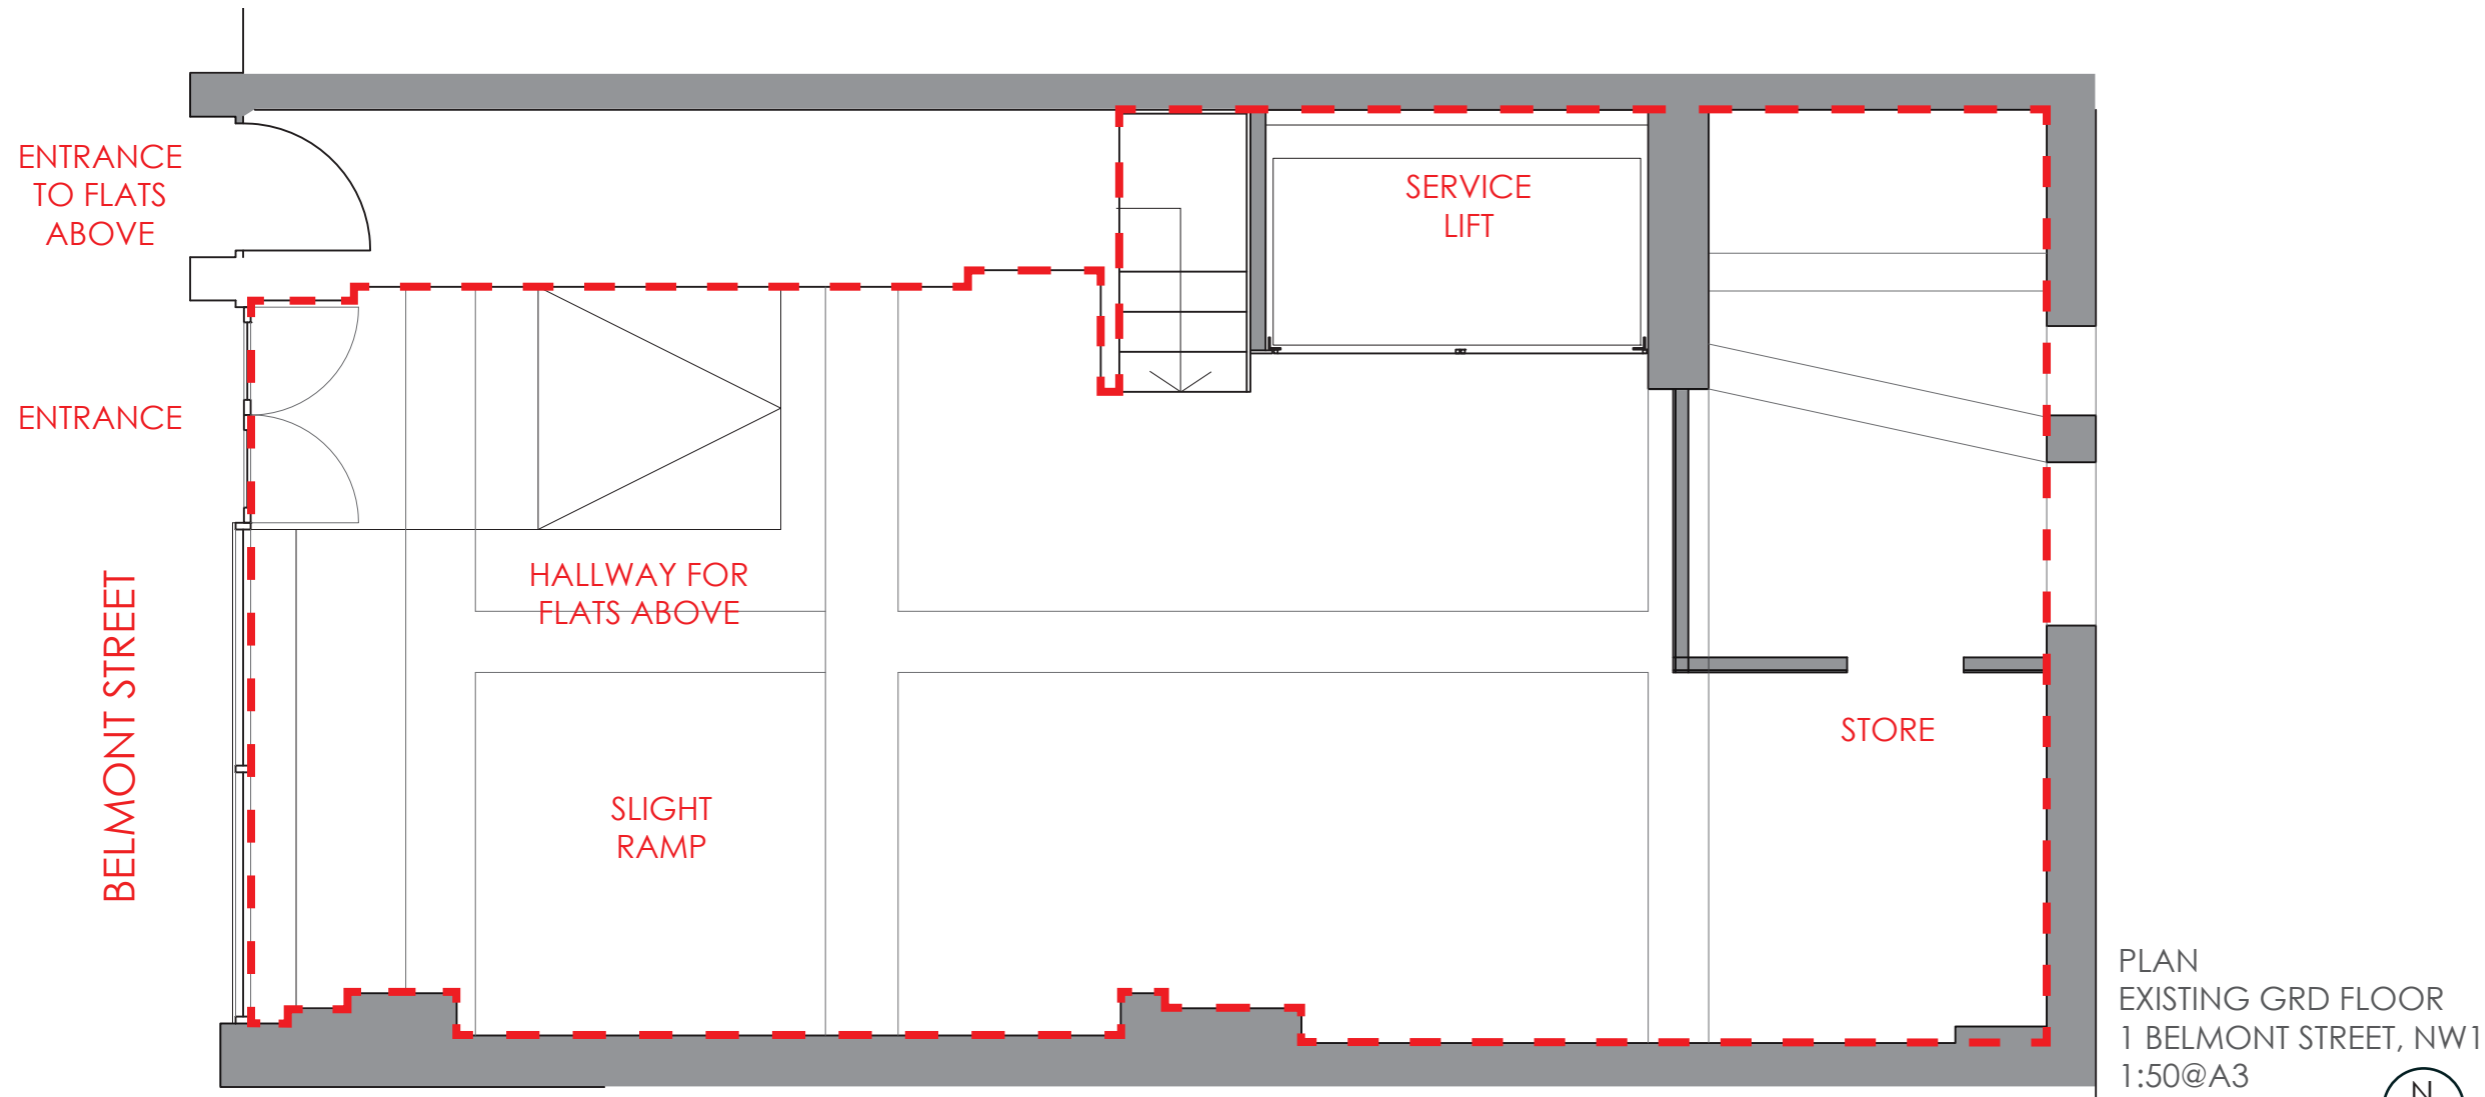 ENTRANCE
TO FLATS
ABOVE
SERVICE
LIFT
ENTRANCE
HALLWAY FOR
FLATS ABOVE
BELMONT STREET
SLIGHT
RAMP
STORE
PLAN
EXISTING GRD FLOOR
1 BELMONT STREET, NW1
1:50@A3
N